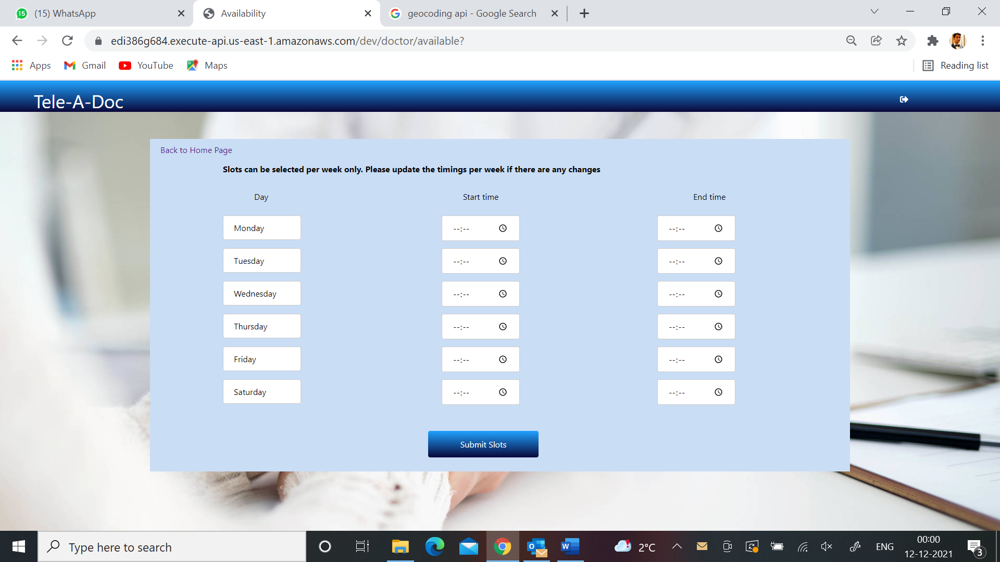 15 (15) WhatsApp
Availability
geocoding api - Google Search
edi386g684.execute-api.us-east-1.amazonaws.com/dev/doctor/available?
Apps
Gmail
YouTube
Maps
Reading list
Tele-A-Doc
Back to Home Page
Slots can be selected per week only. Please update the timings per week if there are any changes
Day Start time End time
Monday --:-- --:--
Tuesday --:-- --:--
Wednesday --:-- --:--
Thursday --:-- --:--
Friday --:-- --:--
Saturday --:-- --:--
Submit Slots
Type here to search
2°C
ENG
00:00
12-12-2021
3